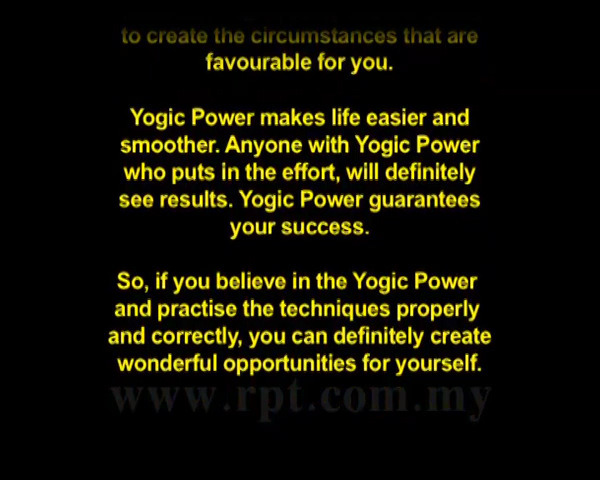 to create the circumstances that are
favourable for you.
Yogic Power makes life easier and
smoother. Anyone with Yogic Power
who puts in the effort, will definitely
see results. Yogic Power guarantees
your success.
So, if you believe in the Yogic Power
and practise the techniques properly
and correctly, you can definitely create
wonderful opportunities for yourself.
www.rpt.com.my